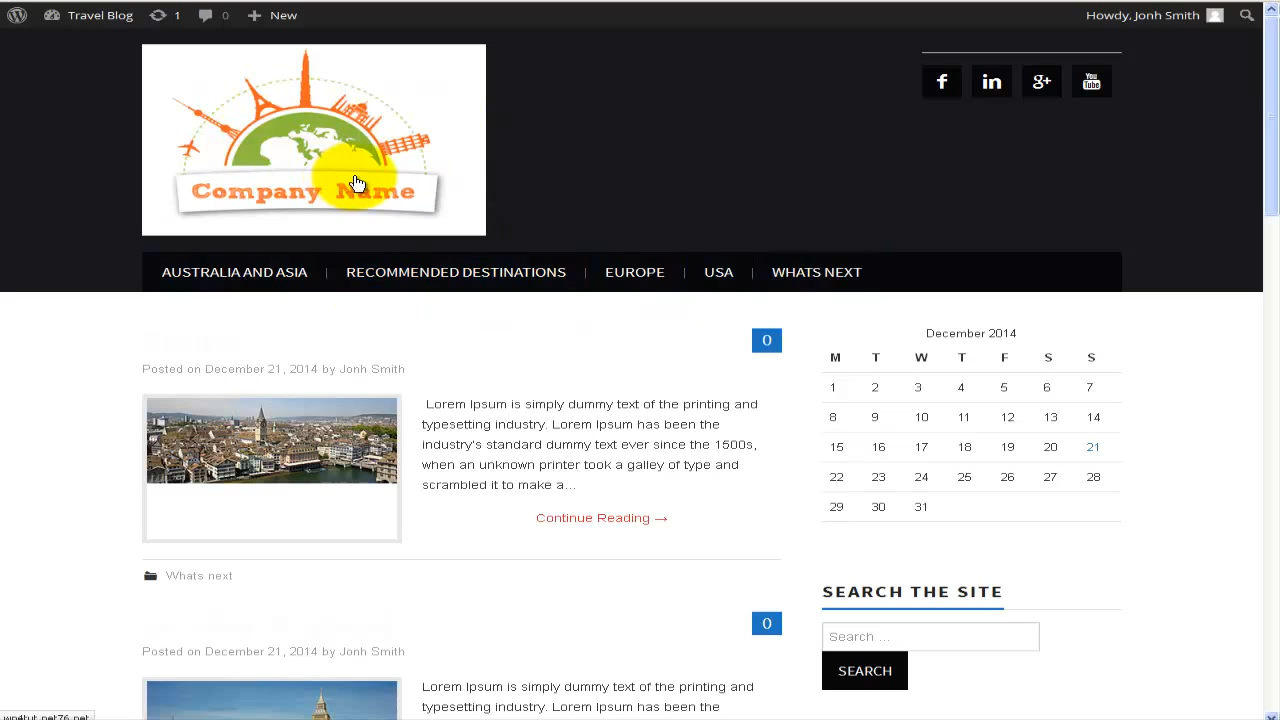 Travel Blog 1 0 New Howdy, Jonh Smith
Company Name
f in g+ You Tube
AUSTRALIA AND ASIA RECOMMENDED DESTINATIONS EUROPE USA WHATS NEXT
0
Posted on December 21, 2014 by Jonh Smith
Lorem Ipsum is simply dummy text of the printing and
typesetting industry. Lorem Ipsum has been the
industry's standard dummy text ever since the 1500s,
when an unknown printer took a galley of type and
scrambled it to make a...
Continue Reading →
Whats next
0
Posted on December 21, 2014 by Jonh Smith
Lorem Ipsum is simply dummy text of the printing and
typesetting industry. Lorem Ipsum has been the
December 2014
M T W T F S S
1 2 3 4 5 6 7
8 9 10 11 12 13 14
15 16 17 18 19 20 21
22 23 24 25 26 27 28
29 30 31
SEARCH THE SITE
Search ...
SEARCH